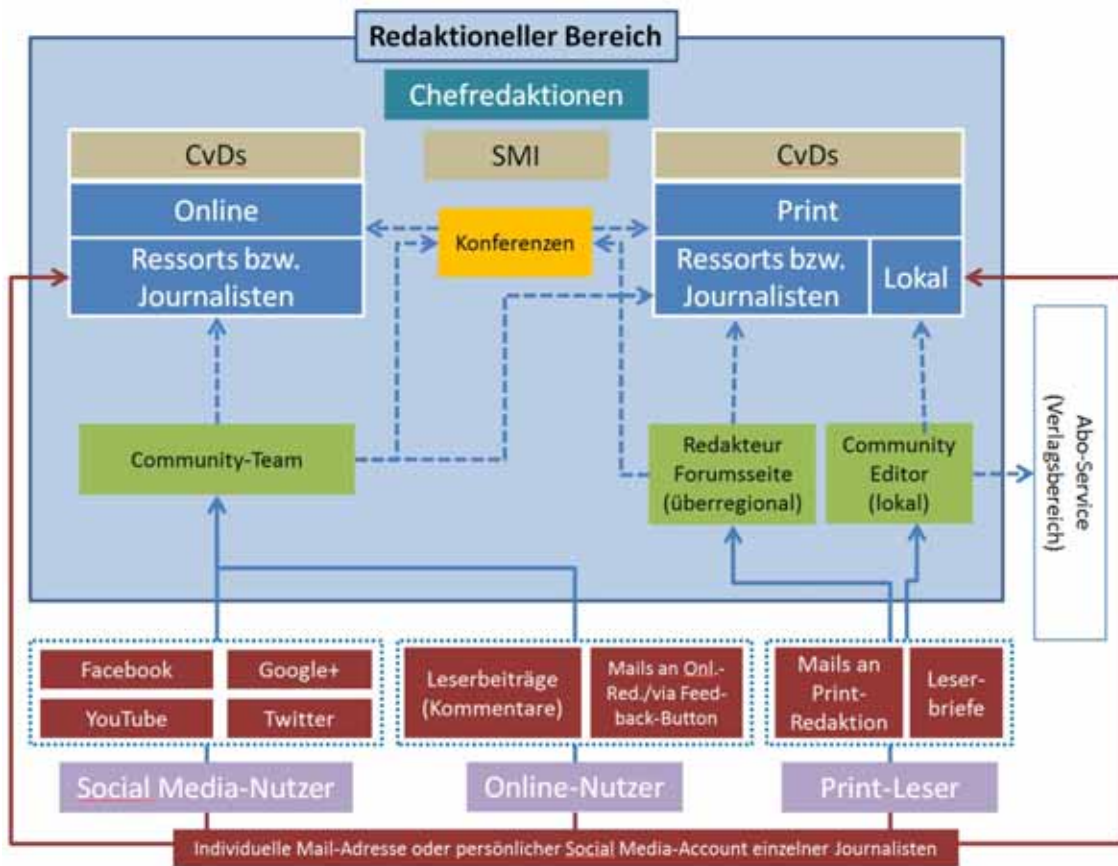 Redaktioneller Bereich
Chefredaktionen
CvDs
SMI
CvDs
Online
Konferenzen
Print
Ressorts bzw.
Journalisten
Ressorts bzw.
Journalisten
Lokal
Abo-Service
(Verlagsbereich)
Community-Team
Redakteur
Forumsseite
(überregional)
Community
Editor
(lokal)
Facebook
Google+
YouTube
Twitter
Leserbeiträge
(Kommentare)
Mails an Onl.-
Red./via Feed-
back-Button
Mails an
Print-
Redaktion
Leser-
briefe
Social Media-Nutzer
Online-Nutzer
Print-Leser
Individuelle Mail-Adresse oder persönlicher Social Media-Account einzelner Journalisten